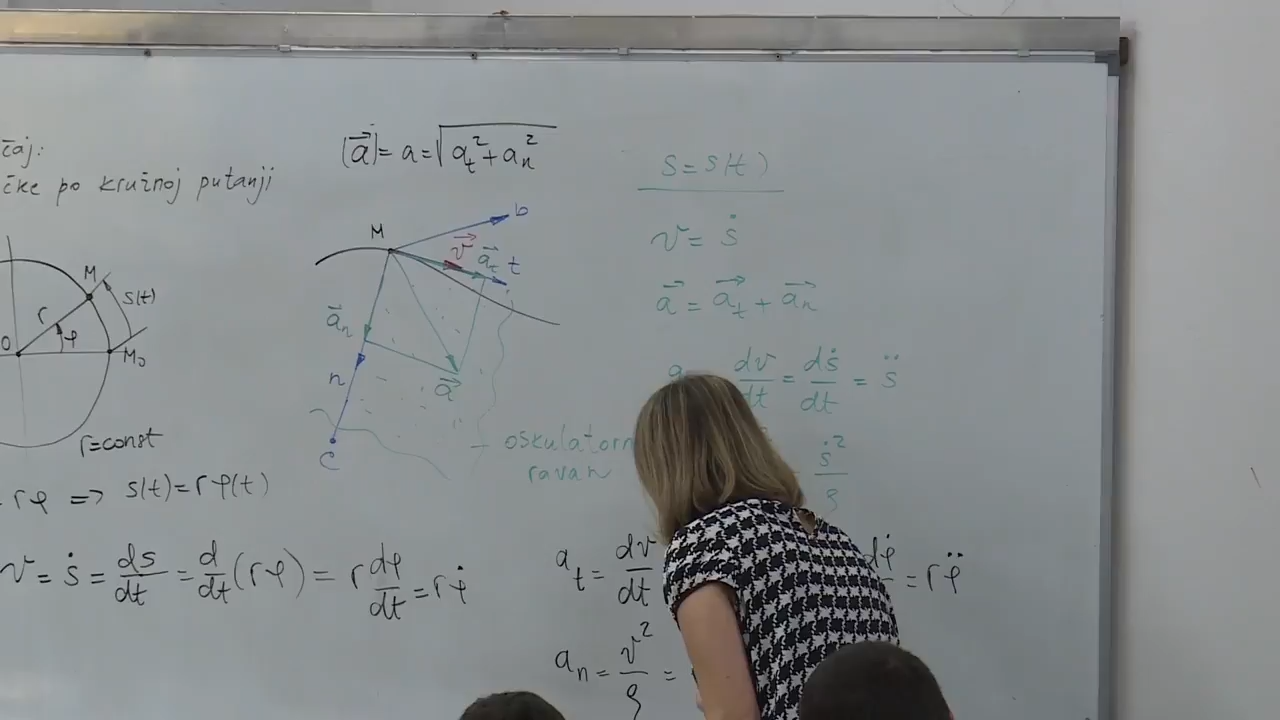 čaj:
čke po kružnoj putanji
|a⃗| = a = √(a_t² + a_n²)
s = s(t)
v = ṡ
a⃗ = a⃗_t + a⃗_n
dv/dt = dṡ/dt = s̈
ṡ²/ρ
M
b
v⃗
a⃗_t
t
a⃗_n
n
a⃗
C
oskulatorn
ravan
M
s(t)
r
φ
O
M₀
r=const
rφ => s(t) = rφ(t)
v = ṡ = ds/dt = d/dt(rφ) = r dφ/dt = rφ̇
a_t = dv/dt
dφ̇
= rφ̈
a_n = v²/ρ =